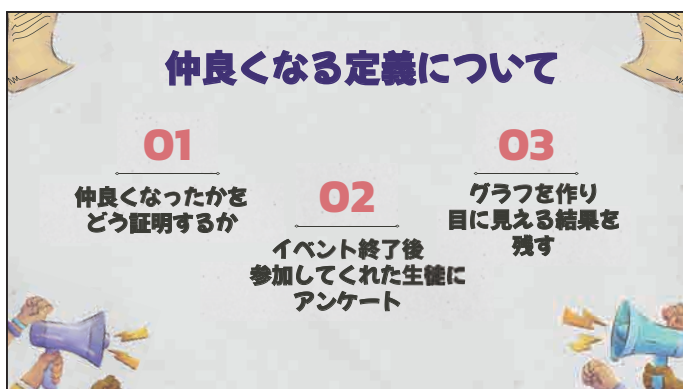 仲良くなる定義について
01
仲良くなったかを
どう証明するか
02
イベント終了後
参加してくれた生徒に
アンケート
03
グラフを作り
目に見える結果を
残す